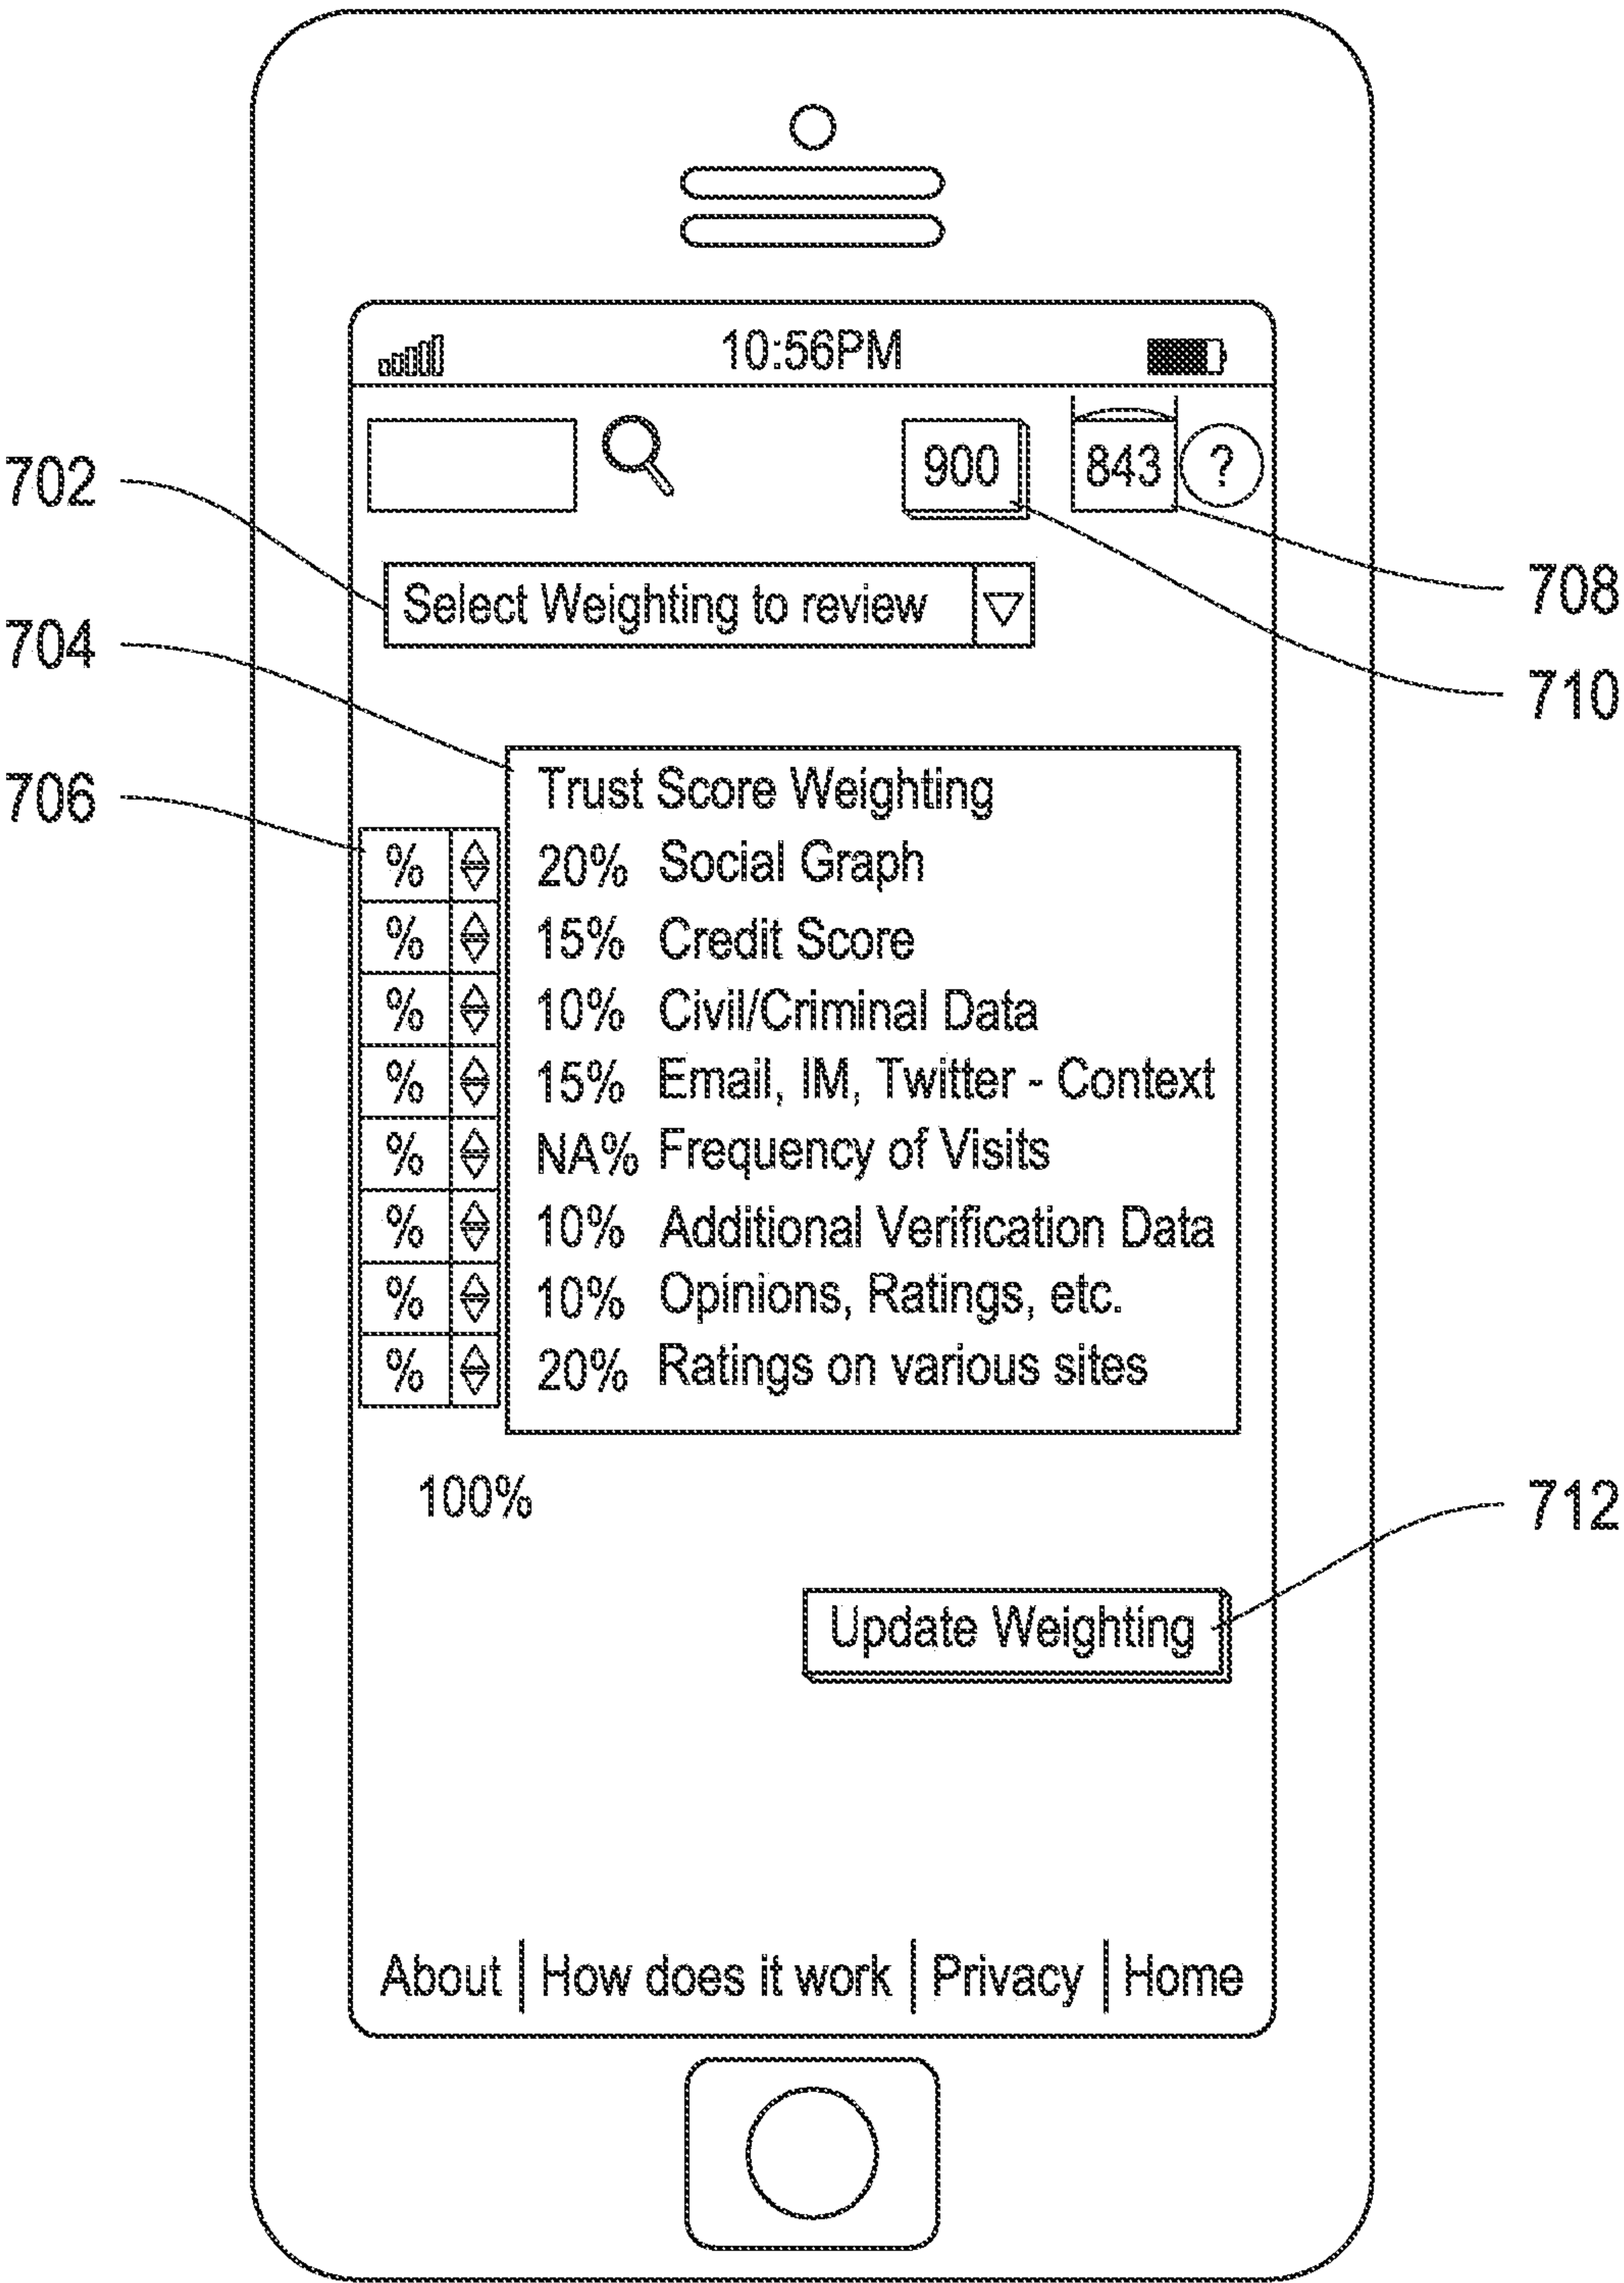 10:56PM
900 843 ?
702
708
Select Weighting to review
704
710
Trust Score Weighting
706
% 20% Social Graph
% 15% Credit Score
% 10% Civil/Criminal Data
% 15% Email, IM, Twitter - Context
% NA% Frequency of Visits
% 10% Additional Verification Data
% 10% Opinions, Ratings, etc.
% 20% Ratings on various sites
100%
712
Update Weighting
About | How does it work | Privacy | Home